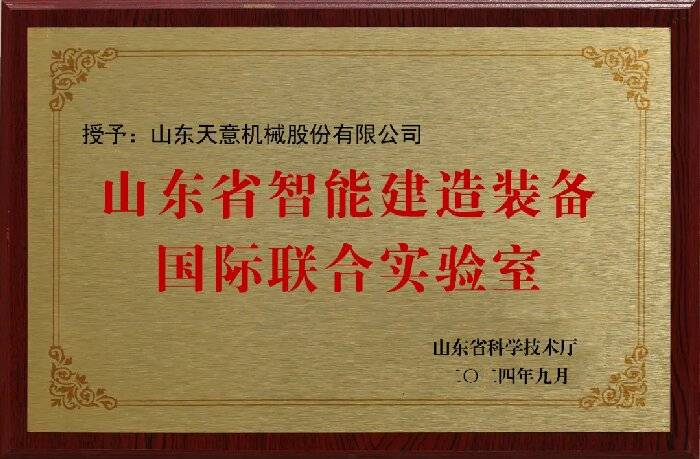 授予：山东天意机械股份有限公司
山东省智能建造装备
国际联合实验室
山东省科学技术厅
二〇二四年九月